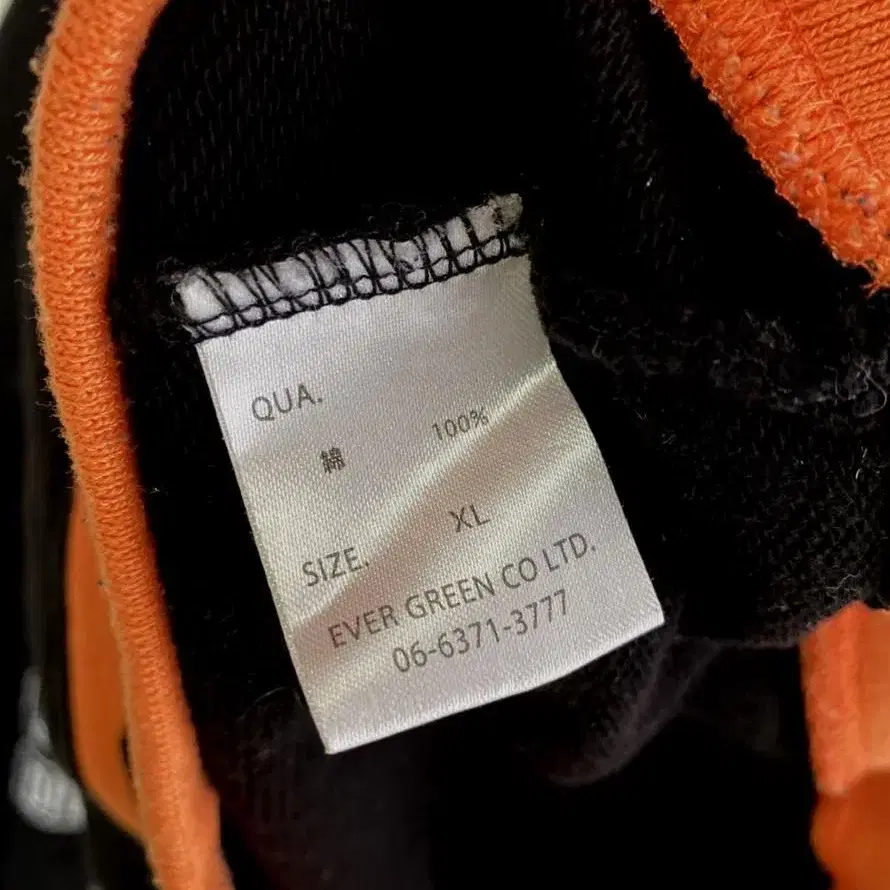 QUA.
綿 100%
SIZE. XL
EVER GREEN CO LTD.
06-6371-3777